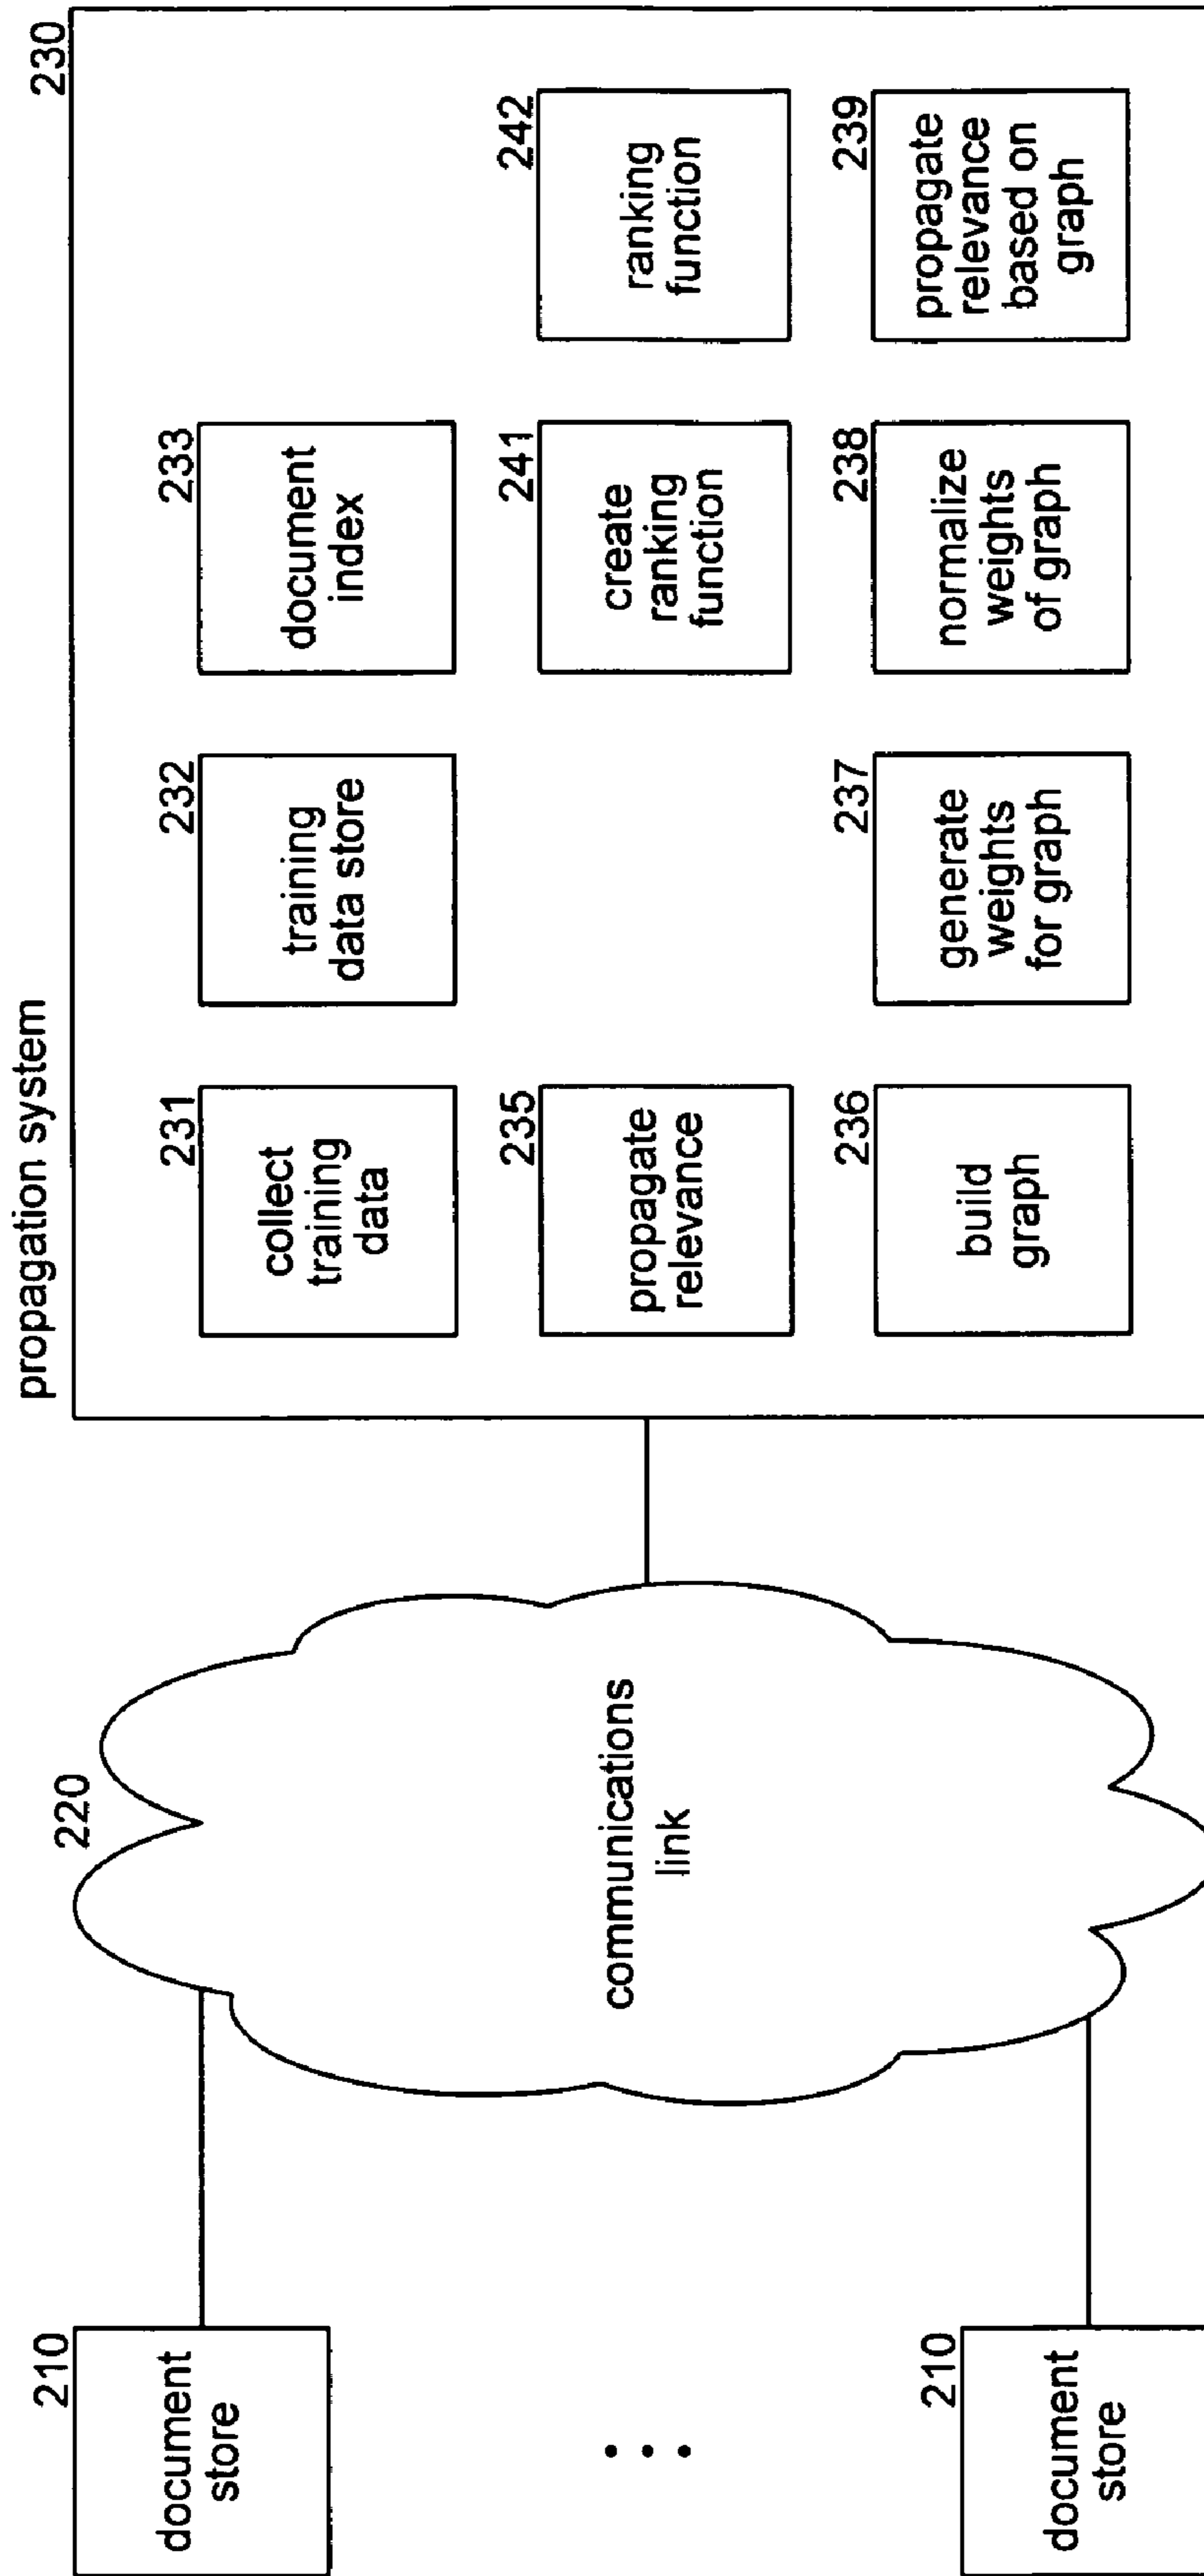 propagation system
230
231
collect
training
data
232
training
data store
233
document
index
235
propagate
relevance
241
create
ranking
function
242
ranking
function
236
build
graph
237
generate
weights
for graph
238
normalize
weights
of graph
239
propagate
relevance
based on
graph
220
communications
link
210
document
store
210
document
store